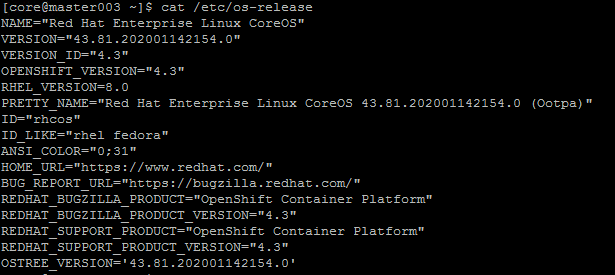 [core@master003 ~]$ cat /etc/os-release
NAME="Red Hat Enterprise Linux CoreOS"
VERSION="43.81.202001142154.0"
VERSION_ID="4.3"
OPENSHIFT_VERSION="4.3"
RHEL_VERSION=8.0
PRETTY_NAME="Red Hat Enterprise Linux CoreOS 43.81.202001142154.0 (Ootpa)"
ID="rhcos"
ID_LIKE="rhel fedora"
ANSI_COLOR="0;31"
HOME_URL="https://www.redhat.com/"
BUG_REPORT_URL="https://bugzilla.redhat.com/"
REDHAT_BUGZILLA_PRODUCT="OpenShift Container Platform"
REDHAT_BUGZILLA_PRODUCT_VERSION="4.3"
REDHAT_SUPPORT_PRODUCT="OpenShift Container Platform"
REDHAT_SUPPORT_PRODUCT_VERSION="4.3"
OSTREE_VERSION='43.81.202001142154.0'